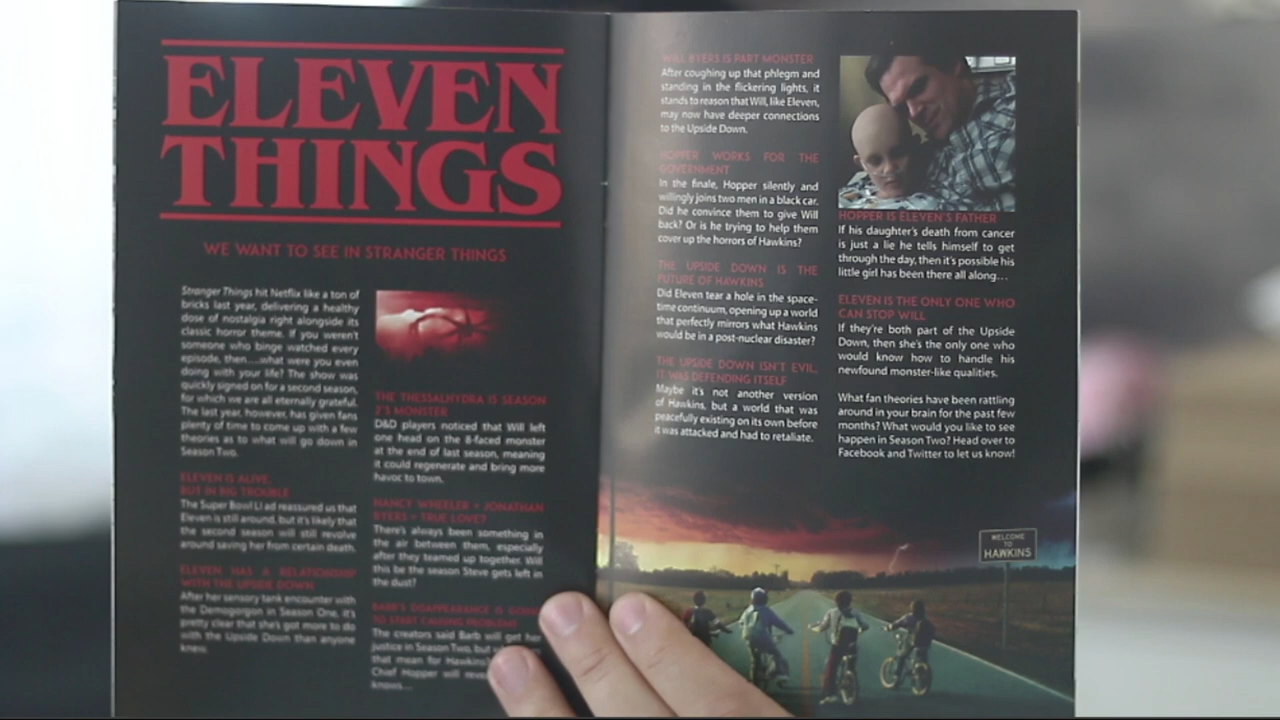 ELEVEN
THINGS
WE WANT TO SEE IN STRANGER THINGS
Stranger Things hit Netflix like a ton of
bricks last year, delivering a healthy
dose of nostalgia right alongside its
classic horror theme. If you weren't
someone who binge watched every
episode, then....what were you even
doing with your life? The show was
quickly signed on for a second season,
for which we are all eternally grateful.
The last year, however, has given fans
plenty of time to come up with a few
theories as to what will go down in
Season Two.
ELEVEN IS ALIVE,
BUT IN BIG TROUBLE
The Super Bowl LI ad reassured us that
Eleven is still around, but it's likely that
the second season will still revolve
around saving her from certain death.
ELEVEN HAS A RELATIONSHIP
WITH THE UPSIDE DOWN
After her sensory tank encounter with
the Demogorgon in Season One, it's
pretty clear that she's got more to do
with the Upside Down than anyone
knew.
THE THESSALHYDRA IS SEASON
2'S MONSTER
D&D players noticed that Will left
one head on the 8-faced monster
at the end of last season, meaning
it could regenerate and bring more
havoc to town.
NANCY WHEELER + JONATHAN
BYERS = TRUE LOVE?
There's always been something in
the air between them, especially
after they teamed up together. Will
this be the season Steve gets left in
the dust?
BARB'S DISAPPEARANCE IS GOING
TO START CAUSING PROBLEMS
The creators said Barb will get her
justice in Season Two, but
that mean for Hawkins?
Chief Hopper will
knows...
WILL BYERS IS PART MONSTER
After coughing up that phlegm and
standing in the flickering lights, it
stands to reason that Will, like Eleven,
may now have deeper connections
to the Upside Down.
HOPPER WORKS FOR THE
GOVERNMENT
In the finale, Hopper silently and
willingly joins two men in a black car.
Did he convince them to give Will
back? Or is he trying to help them
cover up the horrors of Hawkins?
THE UPSIDE DOWN IS THE
FUTURE OF HAWKINS
Did Eleven tear a hole in the space-
time continuum, opening up a world
that perfectly mirrors what Hawkins
would be in a post-nuclear disaster?
THE UPSIDE DOWN ISN'T EVIL,
IT WAS DEFENDING ITSELF
Maybe it's not another version
of Hawkins, but a world that was
peacefully existing on its own before
it was attacked and had to retaliate.
HOPPER IS ELEVEN'S FATHER
If his daughter's death from cancer
is just a lie he tells himself to get
through the day, then it's possible his
little girl has been there all along...
ELEVEN IS THE ONLY ONE WHO
CAN STOP WILL
If they're both part of the Upside
Down, then she's the only one who
would know how to handle his
newfound monster-like qualities.
What fan theories have been rattling
around in your brain for the past few
months? What would you like to see
happen in Season Two? Head over to
Facebook and Twitter to let us know!
WELCOME
TO
HAWKINS